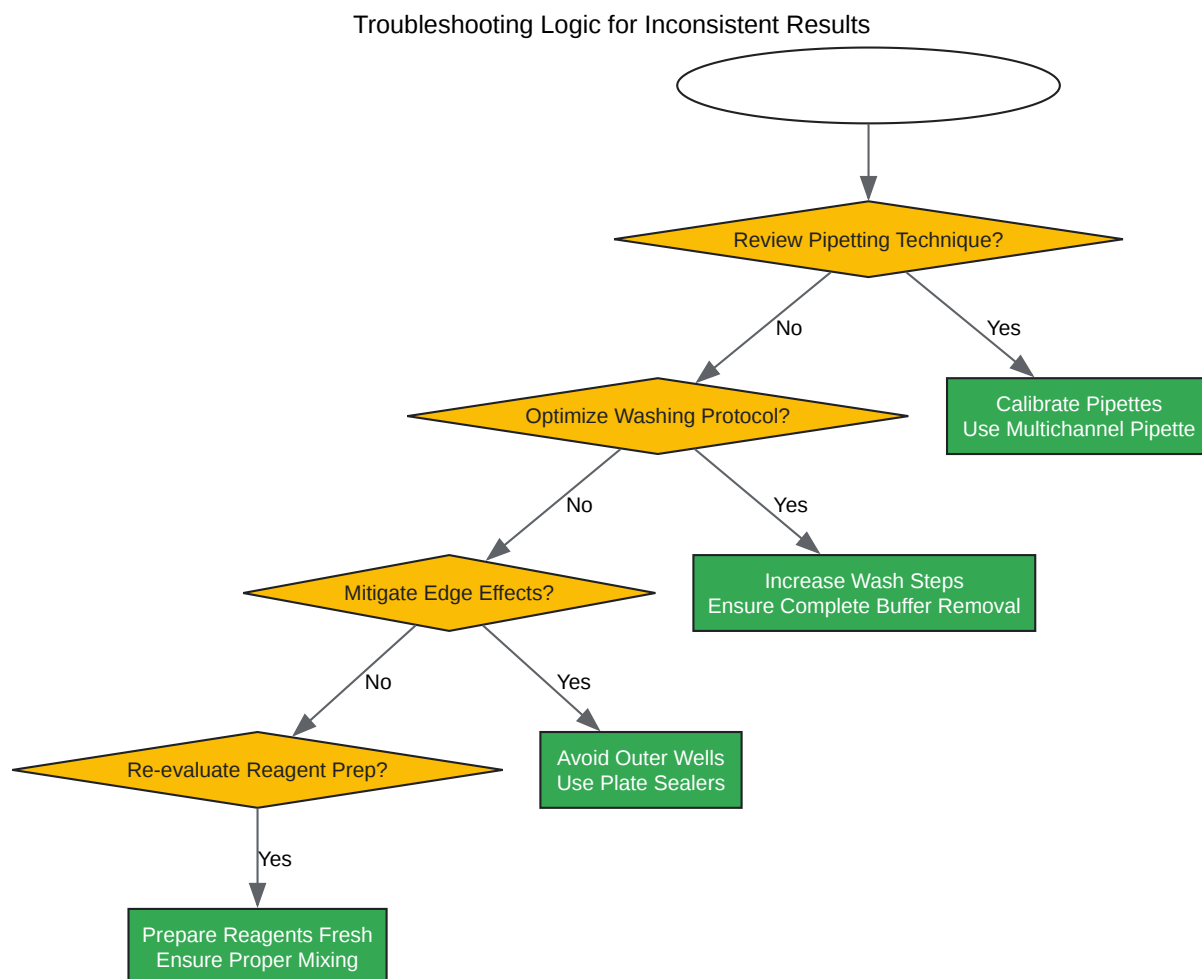 Troubleshooting Logic for Inconsistent Results
Review Pipetting Technique?
No
Yes
Optimize Washing Protocol?
Calibrate Pipettes
Use Multichannel Pipette
No
Yes
Mitigate Edge Effects?
Increase Wash Steps
Ensure Complete Buffer Removal
No
Yes
Re-evaluate Reagent Prep?
Avoid Outer Wells
Use Plate Sealers
Yes
Prepare Reagents Fresh
Ensure Proper Mixing